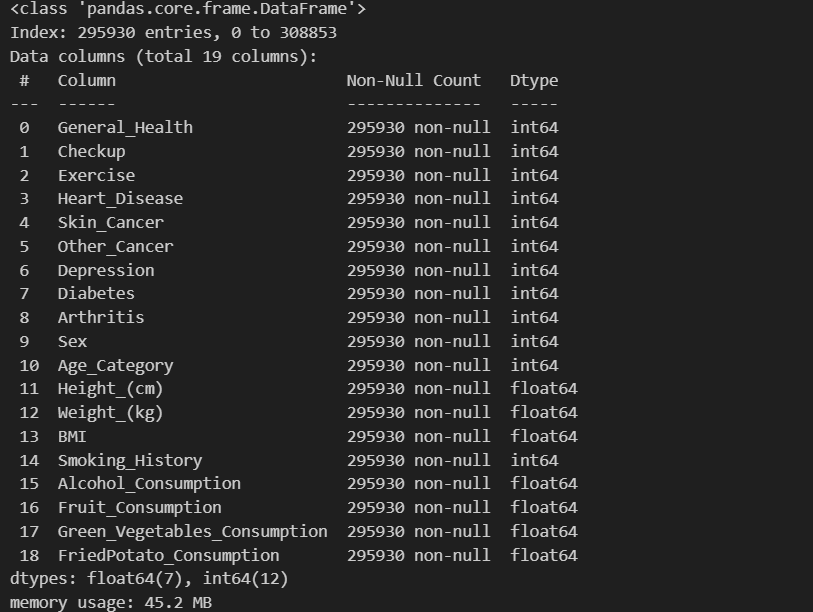 <class 'pandas.core.frame.DataFrame'>
Index: 295930 entries, 0 to 308853
Data columns (total 19 columns):
 #   Column                        Non-Null Count   Dtype
---  ------                        --------------   -----
 0   General_Health                295930 non-null  int64
 1   Checkup                       295930 non-null  int64
 2   Exercise                      295930 non-null  int64
 3   Heart_Disease                 295930 non-null  int64
 4   Skin_Cancer                   295930 non-null  int64
 5   Other_Cancer                  295930 non-null  int64
 6   Depression                    295930 non-null  int64
 7   Diabetes                      295930 non-null  int64
 8   Arthritis                     295930 non-null  int64
 9   Sex                           295930 non-null  int64
 10  Age_Category                  295930 non-null  int64
 11  Height_(cm)                   295930 non-null  float64
 12  Weight_(kg)                   295930 non-null  float64
 13  BMI                           295930 non-null  float64
 14  Smoking_History               295930 non-null  int64
 15  Alcohol_Consumption           295930 non-null  float64
 16  Fruit_Consumption             295930 non-null  float64
 17  Green_Vegetables_Consumption  295930 non-null  float64
 18  FriedPotato_Consumption       295930 non-null  float64
dtypes: float64(7), int64(12)
memory usage: 45.2 MB